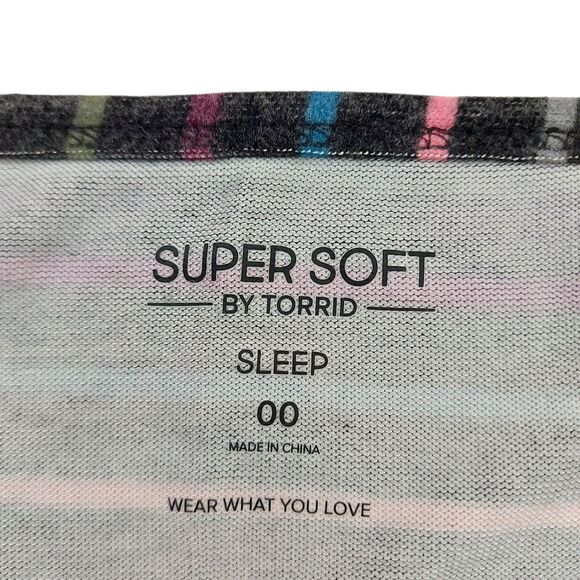 SUPER SOFT
BY TORRID
SLEEP
00
MADE IN CHINA
WEAR WHAT YOU LOVE